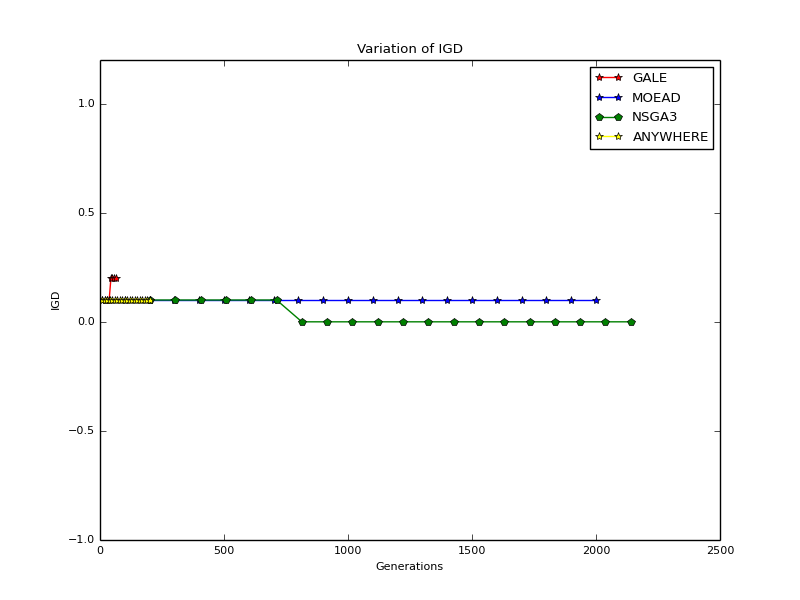 Variation of IGD
GALE
MOEAD
NSGA3
ANYWHERE
1.0
0.5
0.0
−0.5
−1.0
IGD
0 500 1000 1500 2000 2500
Generations